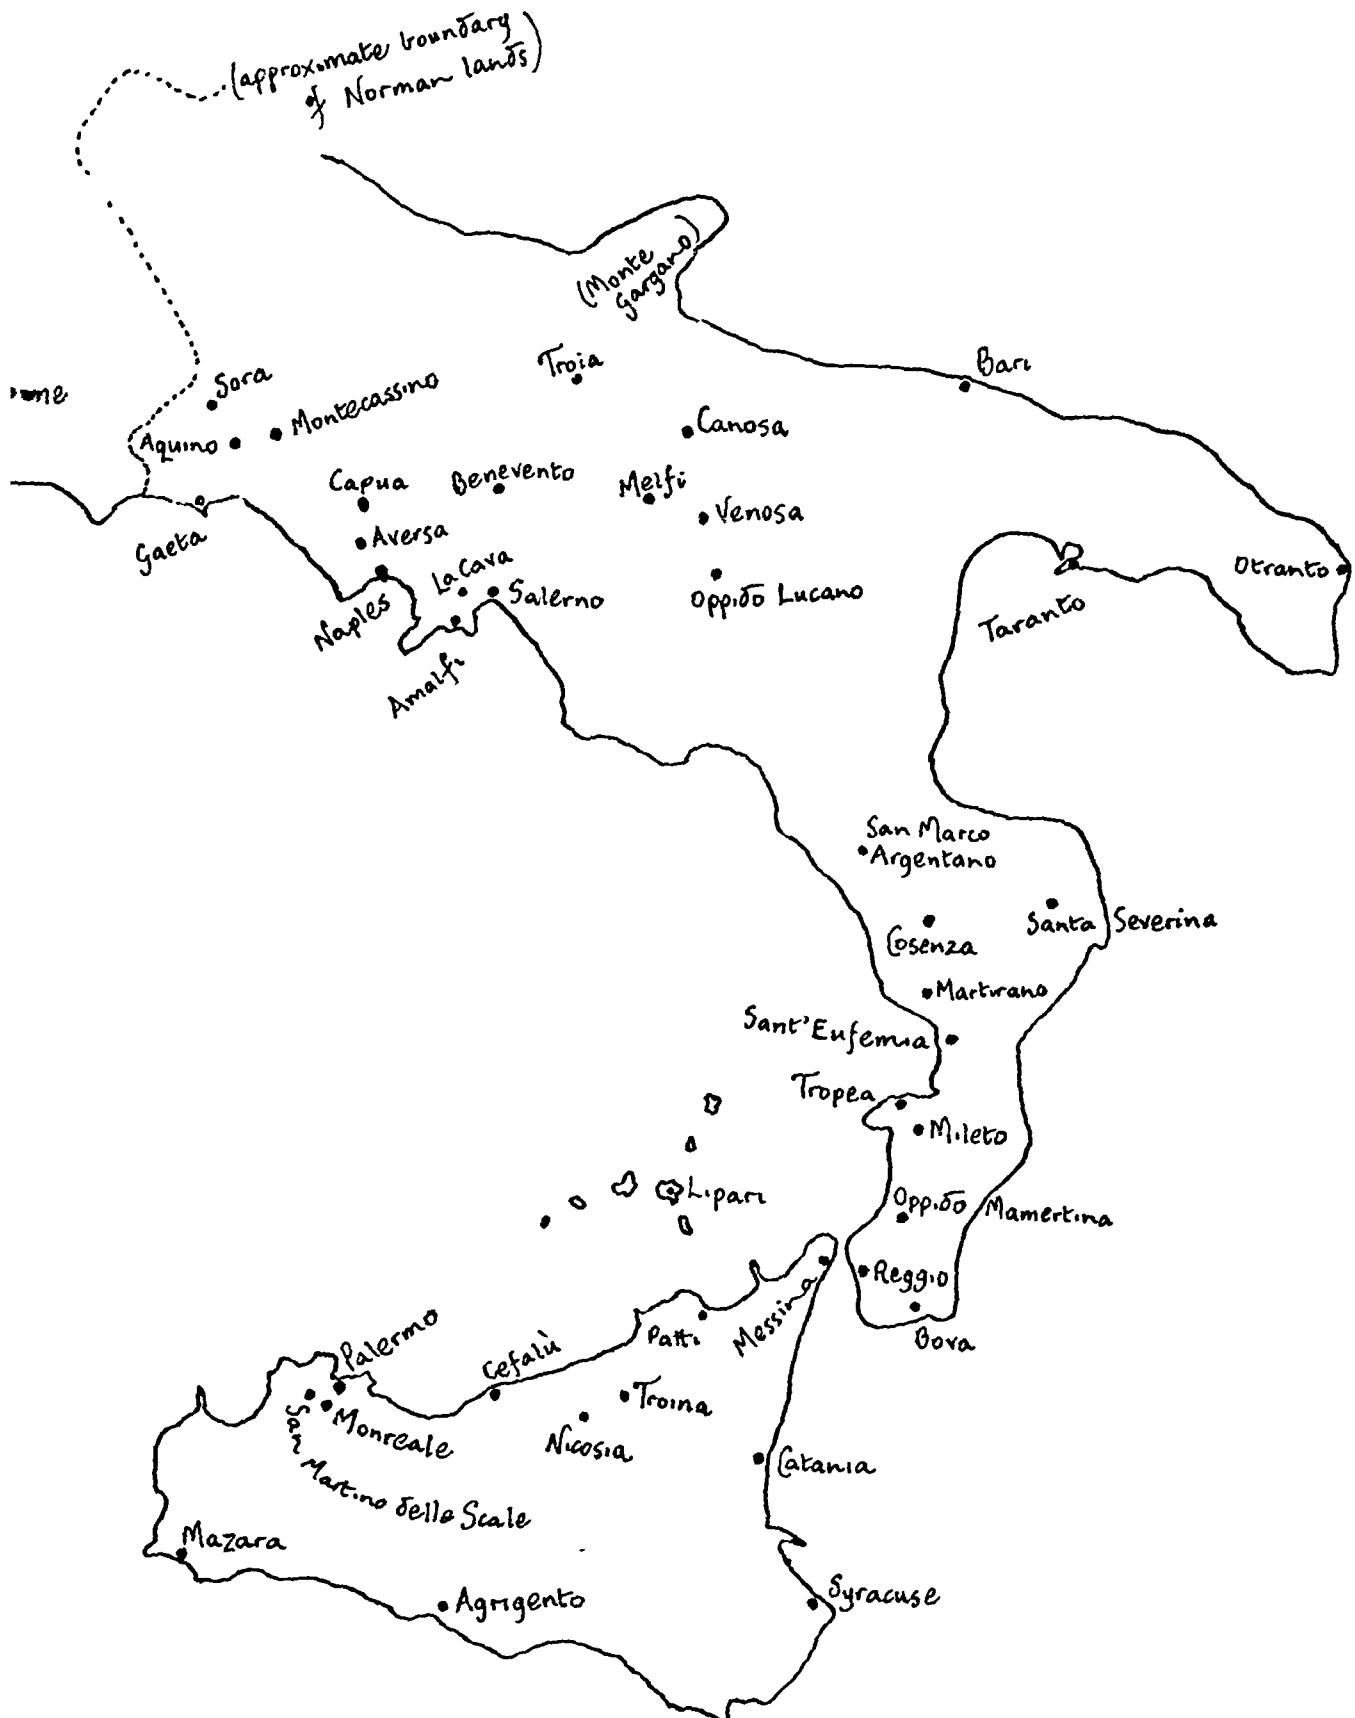 (approximate boundary
of Norman lands)
(Monte
Gargano)
Troia
Bari
Sora
Montecassino
Aquino
Canosa
Capua
Benevento
Melfi
Venosa
Gaeta
Aversa
La Cava
Salerno
Oppido Lucano
Otranto
Naples
Taranto
Amalfi
San Marco
Argentano
Santa Severina
Cosenza
Martirano
Sant'Eufemia
Tropea
Mileto
Lipari
Oppido Mamertina
Reggio
Messina
Patti
Bova
Palermo
Cefalù
Troina
Monreale
Nicosia
San Martino delle Scale
Catania
Mazara
Agrigento
Syracuse